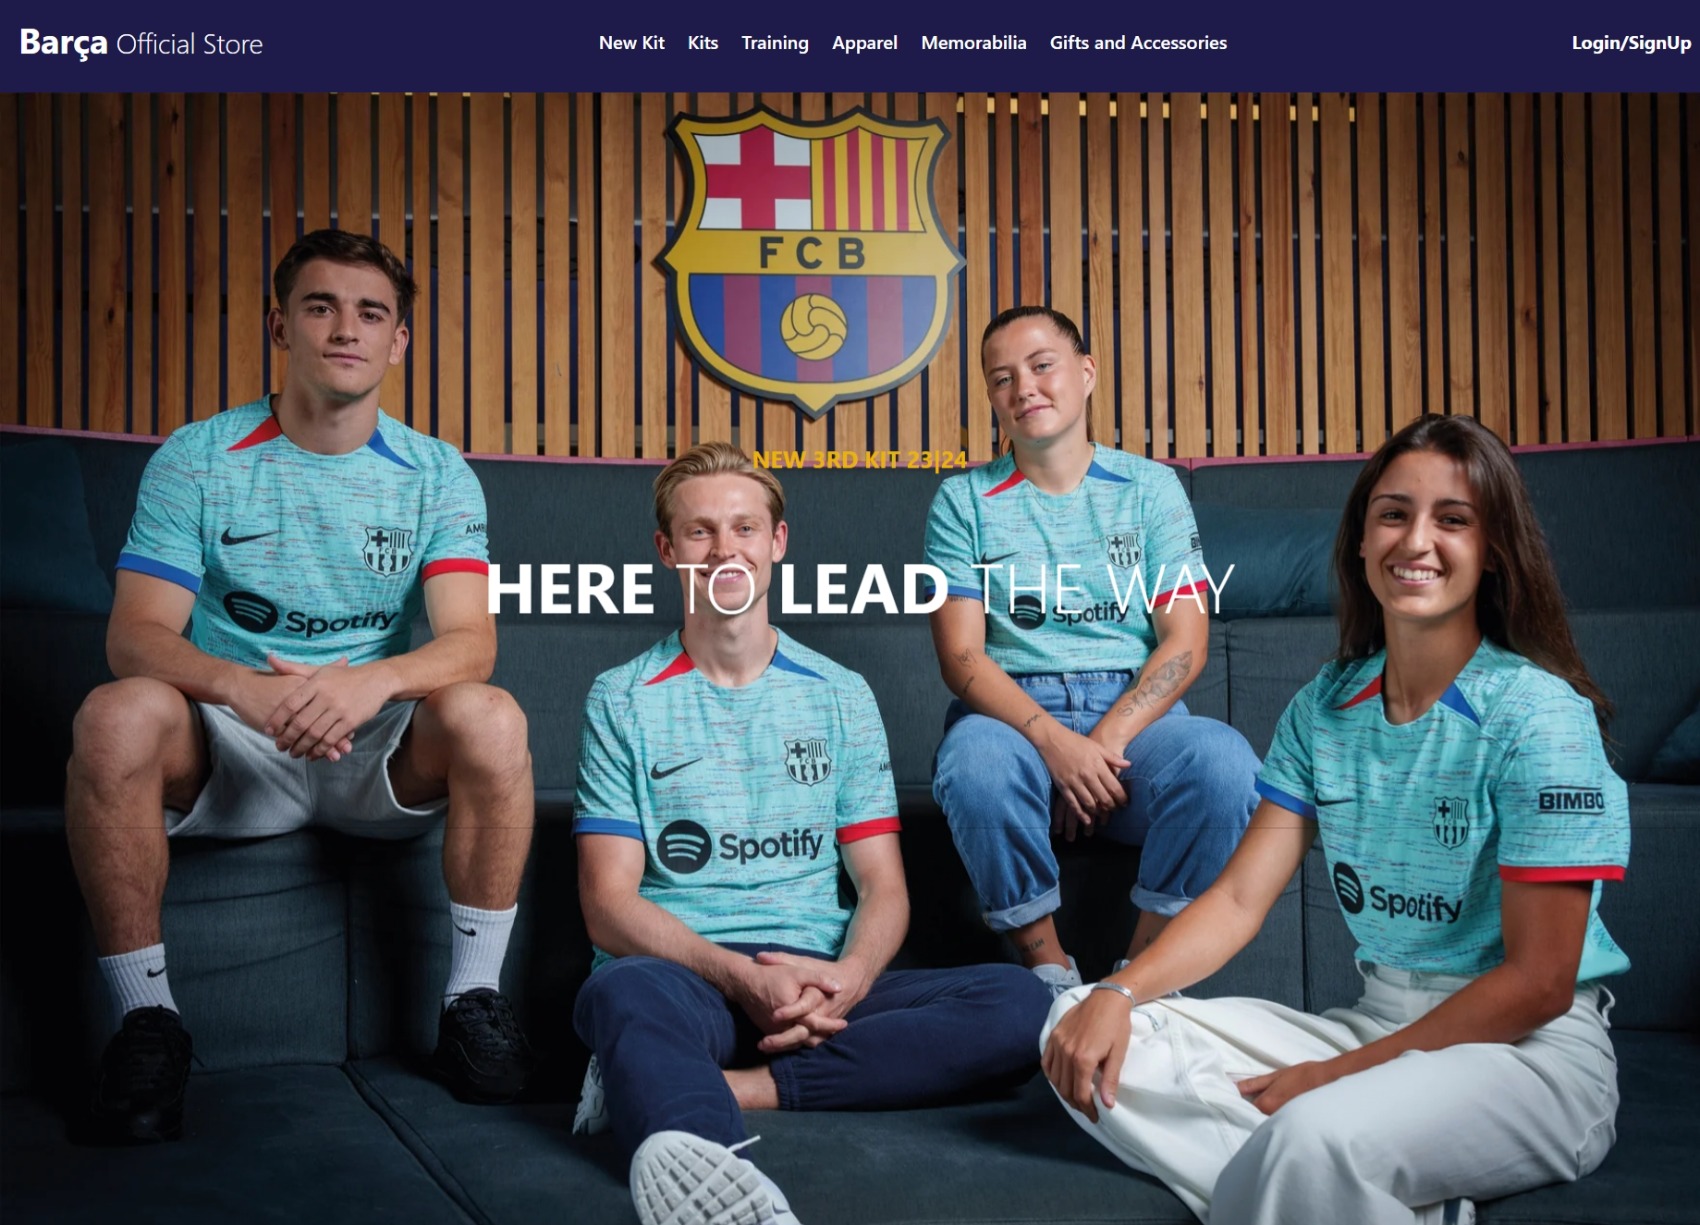 Barça Official Store
New Kit Kits Training Apparel Memorabilia Gifts and Accessories
Login/SignUp
FCB
NEW 3RD KIT 23|24
HERE TO LEAD THE WAY
Spotify
Spotify
Spotify
BIMBO
Spotify